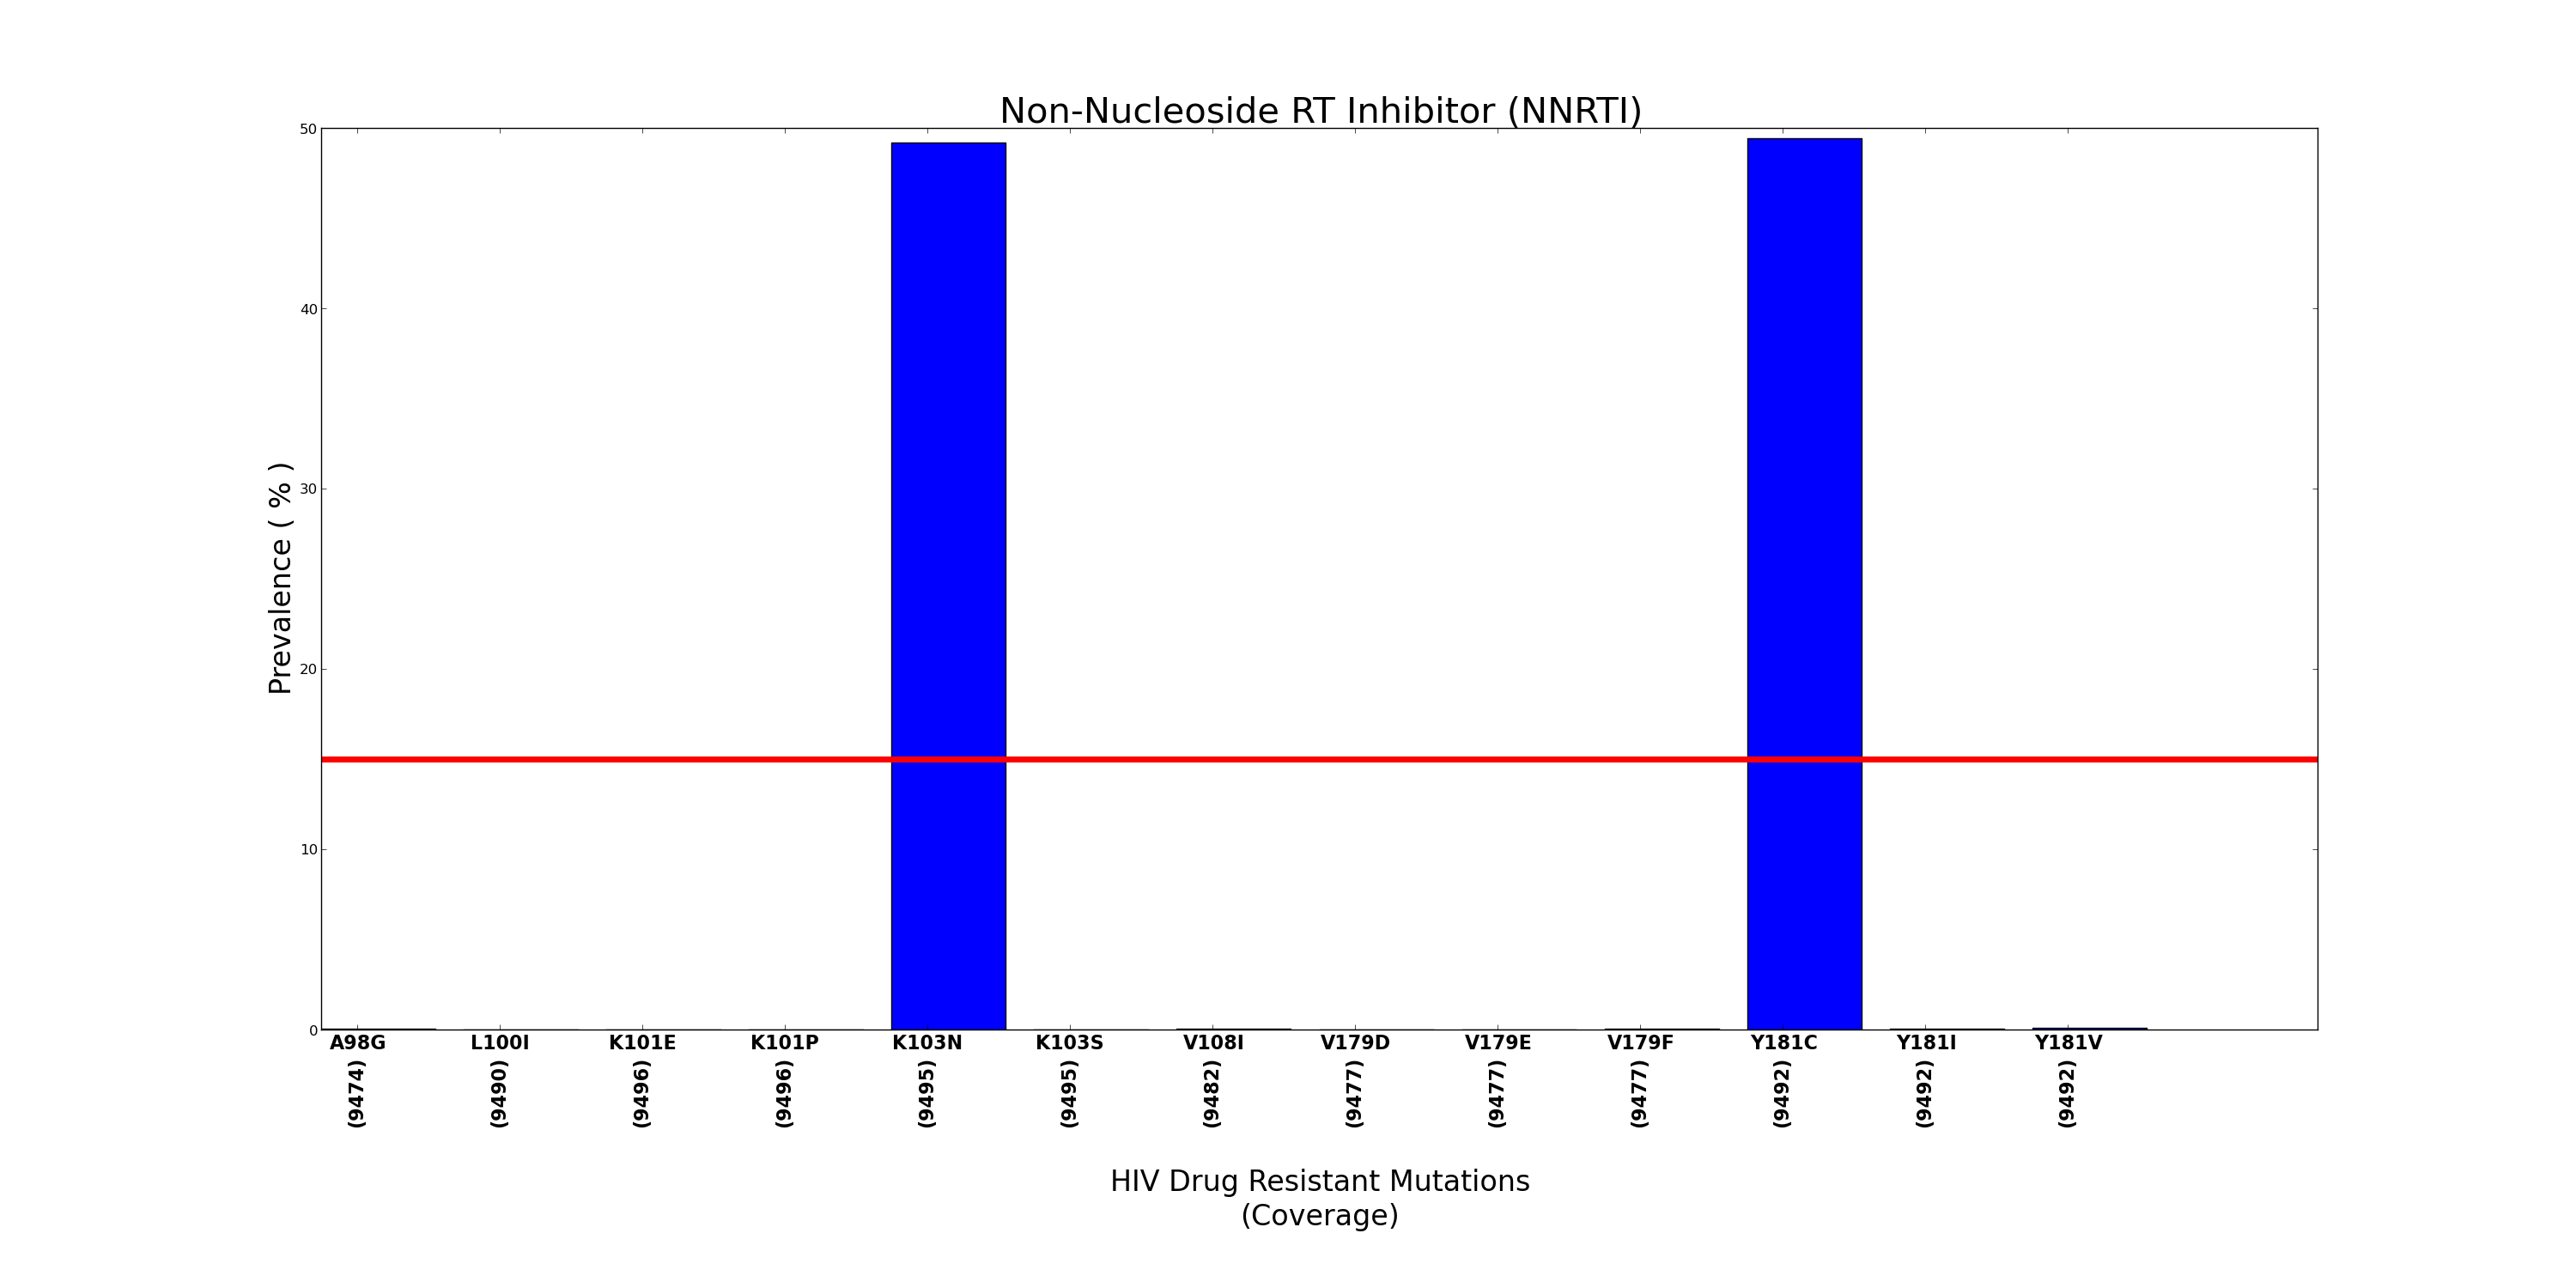 Non-Nucleoside RT Inhibitor (NNRTI)
Prevalence ( % )
50
40
30
20
10
0
A98G L100I K101E K101P K103N K103S V108I V179D V179E V179F Y181C Y181I Y181V
(9474) (9490) (9496) (9496) (9495) (9495) (9482) (9477) (9477) (9477) (9492) (9492) (9492)
HIV Drug Resistant Mutations
(Coverage)